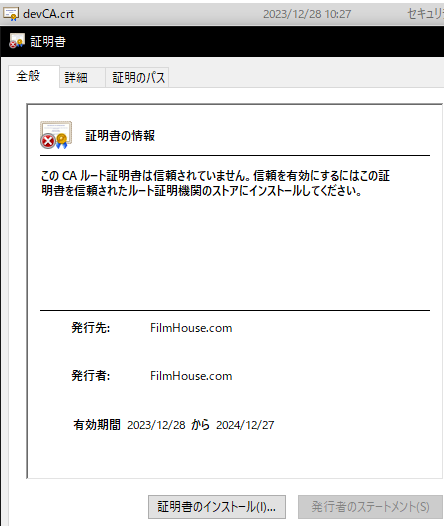 devCA.crt 2023/12/28 10:27 セキュリ
証明書
全般 詳細 証明のパス
証明書の情報
この CA ルート証明書は信頼されていません。信頼を有効にするにはこの証
明書を信頼されたルート証明機関のストアにインストールしてください。
発行先: FilmHouse.com
発行者: FilmHouse.com
有効期間 2023/12/28 から 2024/12/27
証明書のインストール(I)... 発行者のステートメント(S)